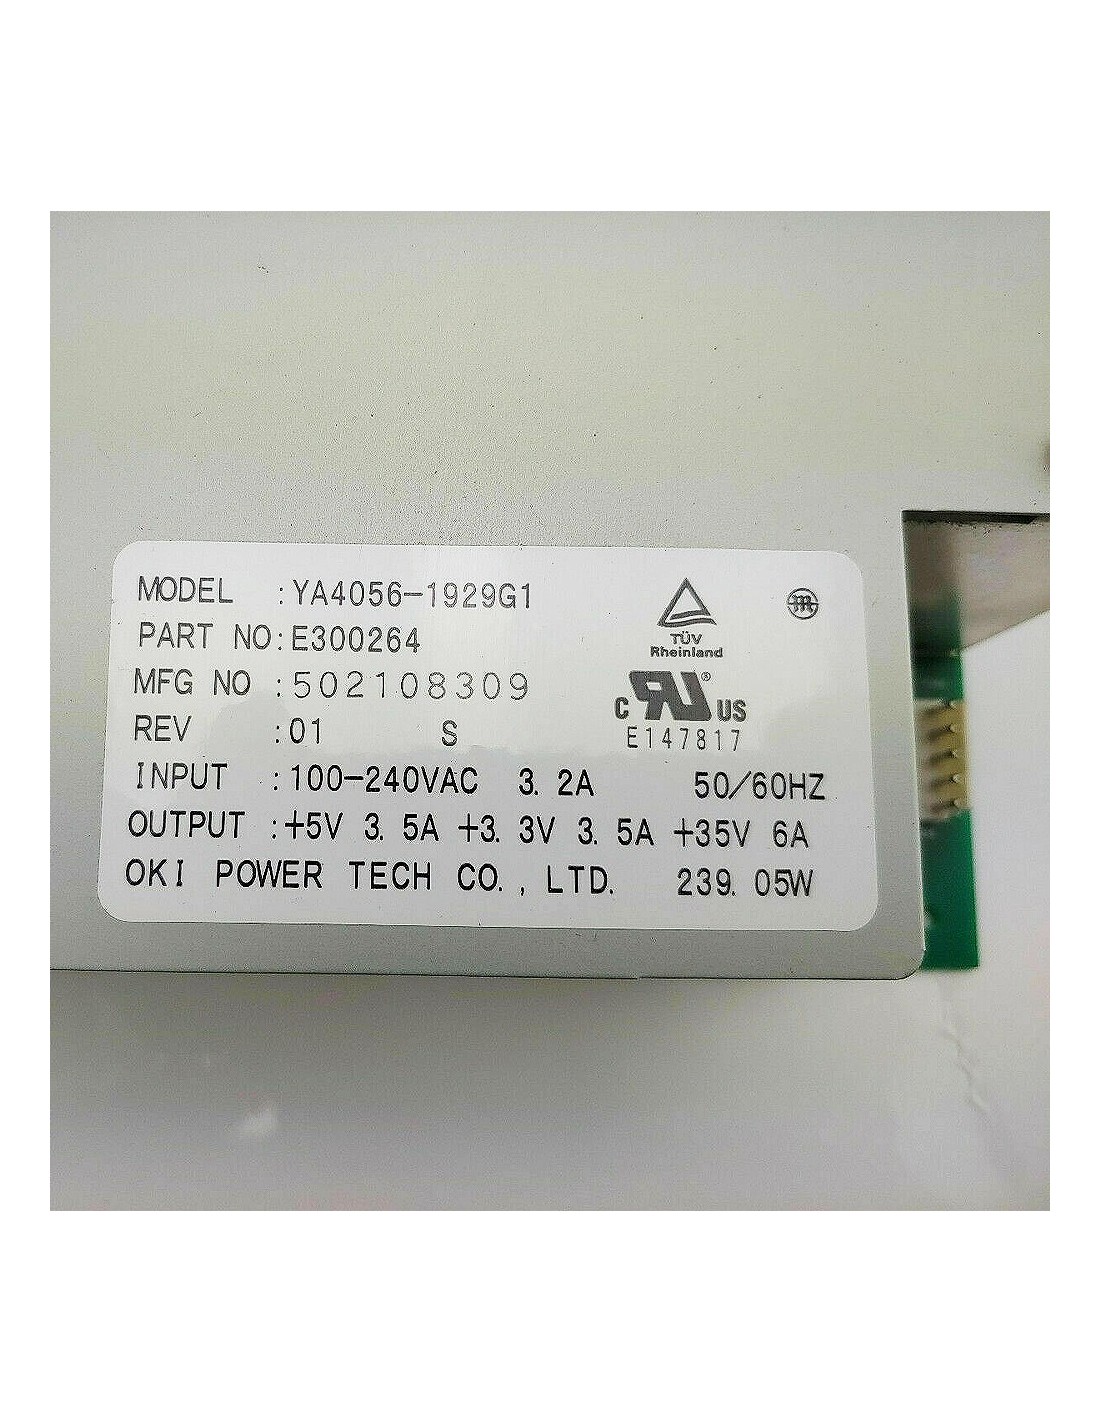 MODEL :YA4056-1929G1
PART NO:E300264
MFG NO :502108309
REV :01 S
INPUT :100-240VAC 3.2A 50/60HZ
OUTPUT :+5V 3.5A +3.3V 3.5A +35V 6A
OKI POWER TECH CO., LTD. 239.05W
TÜV
Rheinland
C RU® US
E147817